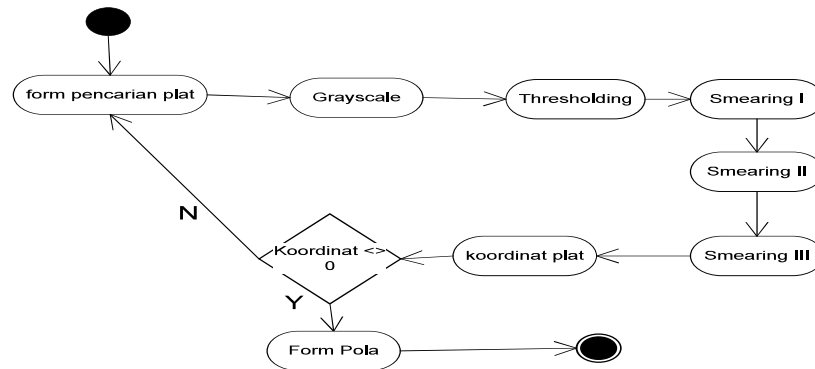 form pencarian plat
Grayscale
Thresholding
Smearing I
Smearing II
Smearing III
koordinat plat
Koordinat <>
0
N
Y
Form Pola